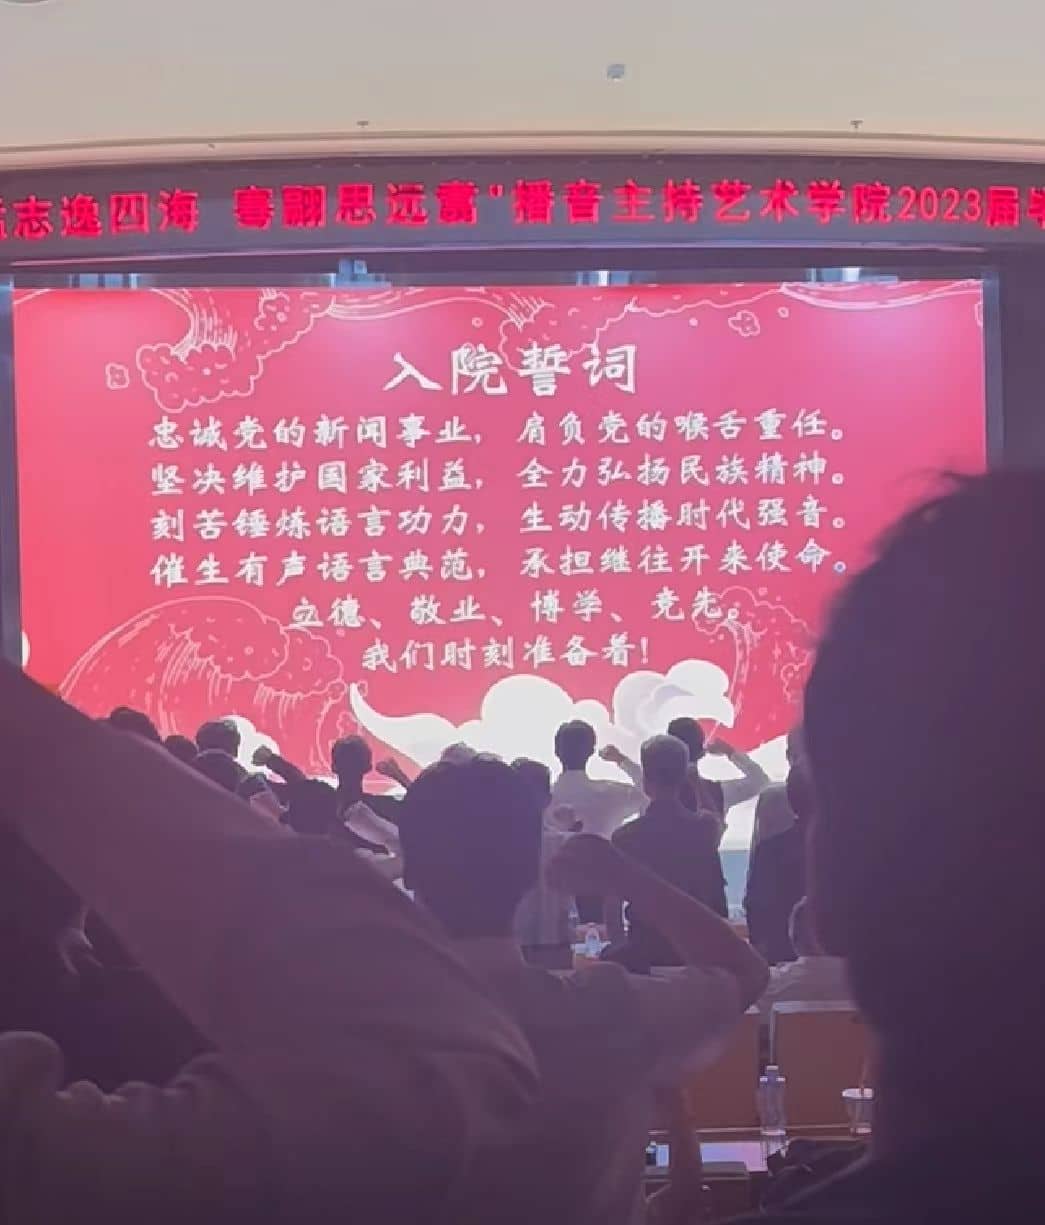 志逸四海 骞翮思远翥"播音主持艺术学院2023届
入院誓词
忠诚党的新闻事业，肩负党的喉舌重任。
坚决维护国家利益，全力弘扬民族精神。
刻苦锤炼语言功力，生动传播时代强音。
催生有声语言典范，承担继往开来使命。
立德、敬业、博学、竞先。
我们时刻准备着！